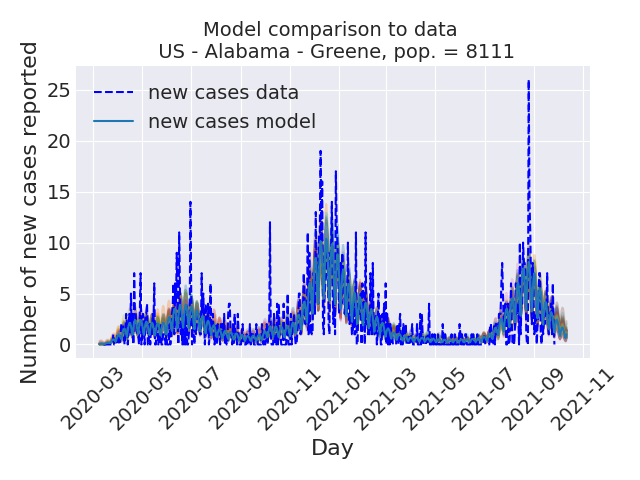 Model comparison to data
US - Alabama - Greene, pop. = 8111
Number of new cases reported
25
20
15
10
5
0
new cases data
new cases model
2020-03
2020-05
2020-07
2020-09
2020-11
2021-01
2021-03
2021-05
2021-07
2021-09
2021-11
Day